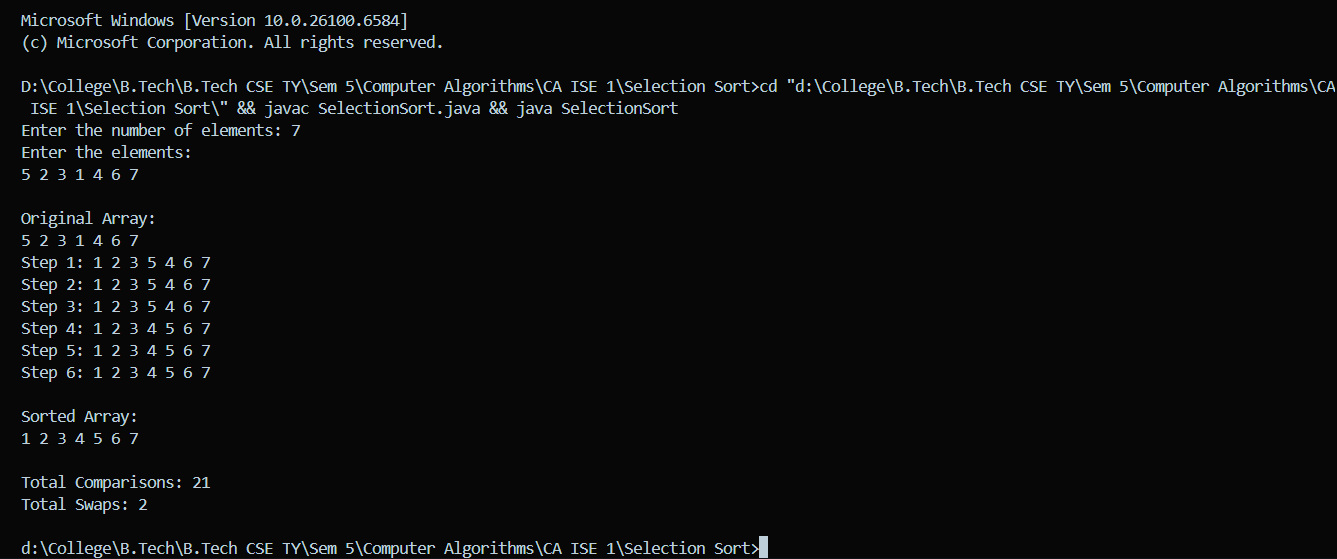 Microsoft Windows [Version 10.0.26100.6584]
(c) Microsoft Corporation. All rights reserved.
D:\College\B.Tech\B.Tech CSE TY\Sem 5\Computer Algorithms\CA ISE 1\Selection Sort>cd "d:\College\B.Tech\B.Tech CSE TY\Sem 5\Computer Algorithms\CA
ISE 1\Selection Sort\" && javac SelectionSort.java && java SelectionSort
Enter the number of elements: 7
Enter the elements:
5 2 3 1 4 6 7
Original Array:
5 2 3 1 4 6 7
Step 1: 1 2 3 5 4 6 7
Step 2: 1 2 3 5 4 6 7
Step 3: 1 2 3 5 4 6 7
Step 4: 1 2 3 4 5 6 7
Step 5: 1 2 3 4 5 6 7
Step 6: 1 2 3 4 5 6 7
Sorted Array:
1 2 3 4 5 6 7
Total Comparisons: 21
Total Swaps: 2
d:\College\B.Tech\B.Tech CSE TY\Sem 5\Computer Algorithms\CA ISE 1\Selection Sort>